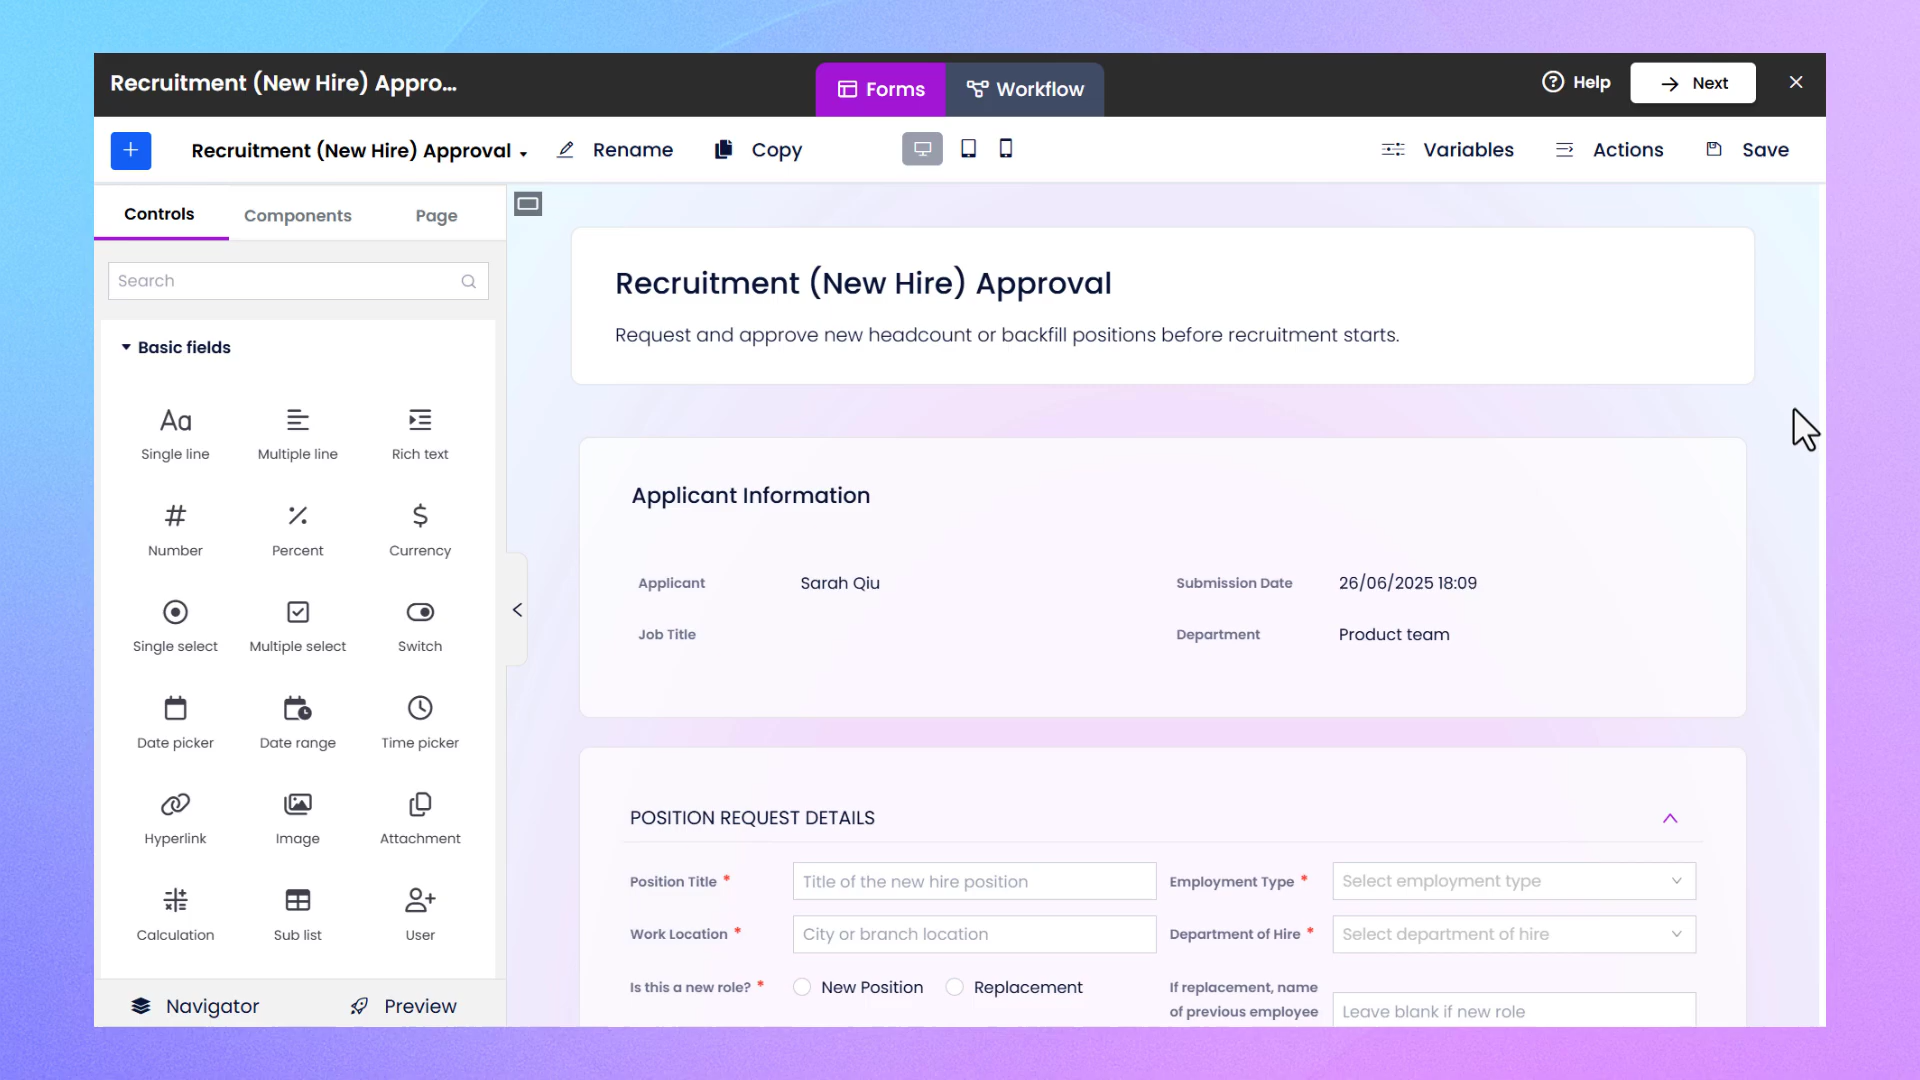 Recruitment (New Hire) Appro...
Forms
Workflow
Help
Next
Recruitment (New Hire) Approval
Rename
Copy
Variables
Actions
Save
Controls
Components
Page
Search
Basic fields
Single line
Multiple line
Rich text
Number
Percent
Currency
Single select
Multiple select
Switch
Date picker
Date range
Time picker
Hyperlink
Image
Attachment
Calculation
Sub list
User
Navigator
Preview
Recruitment (New Hire) Approval
Request and approve new headcount or backfill positions before recruitment starts.
Applicant Information
Applicant
Sarah Qiu
Submission Date
26/06/2025 18:09
Job Title
Department
Product team
POSITION REQUEST DETAILS
Position Title *
Title of the new hire position
Employment Type *
Select employment type
Work Location *
City or branch location
Department of Hire *
Select department of hire
Is this a new role? *
New Position
Replacement
If replacement, name
of previous employee
Leave blank if new role